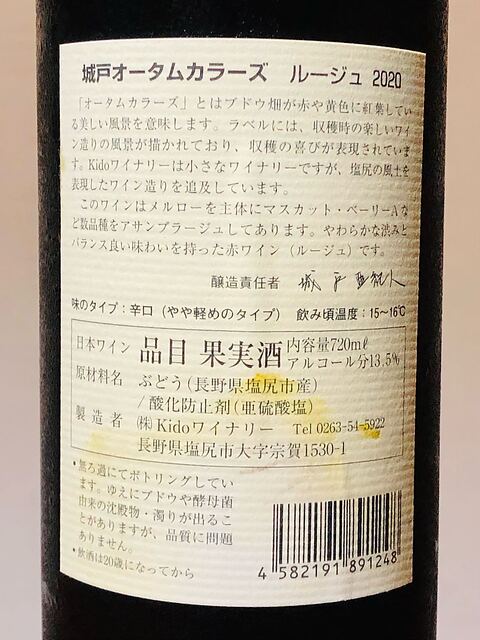 城戸オータムカラーズ ルージュ 2020
「オータムカラーズ」とはブドウ畑が赤や黄色に紅葉してい
る美しい風景を意味します。ラベルには、収穫時の楽しいワイ
ン造りの風景が描かれており、収穫の喜びが表現されていま
す。Kidoワイナリーは小さなワイナリーですが、塩尻の風土を
表現したワイン造りを追及しています。
このワインはメルローを主体にマスカット・ベーリーAな
ど数品種をアサンブラージュしてあります。やわらかな渋みと
バランス良い味わいを持った赤ワイン（ルージュ）です。
醸造責任者 城戸亜紀人
味のタイプ：辛口（やや軽めのタイプ） 飲み頃温度：15〜16℃
日本ワイン 品目 果実酒 内容量720mℓ
アルコール分13.5%
原材料名 ぶどう（長野県塩尻市産）
/酸化防止剤（亜硫酸塩）
製造者 ㈱Kidoワイナリー Tel 0263-54-5922
長野県塩尻市大字宗賀1530-1
・無ろ過にてボトリングしてい
ます。ゆえにブドウや酵母菌
由来の沈殿物・濁りが出るこ
とがありますが、品質に問題
ありません。
・飲酒は20歳になってから
4 582191 891248